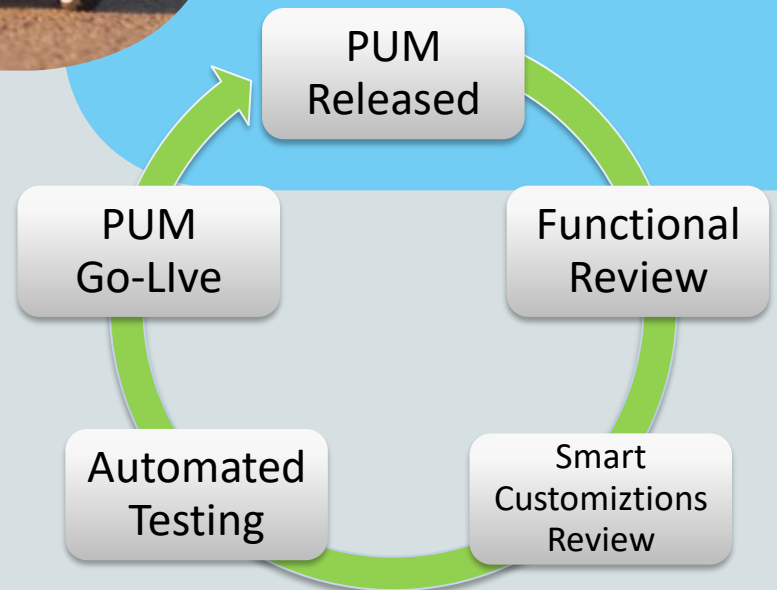 PUM
Released
Functional
Review
Smart
Customiztions
Review
Automated
Testing
PUM
Go-LIve